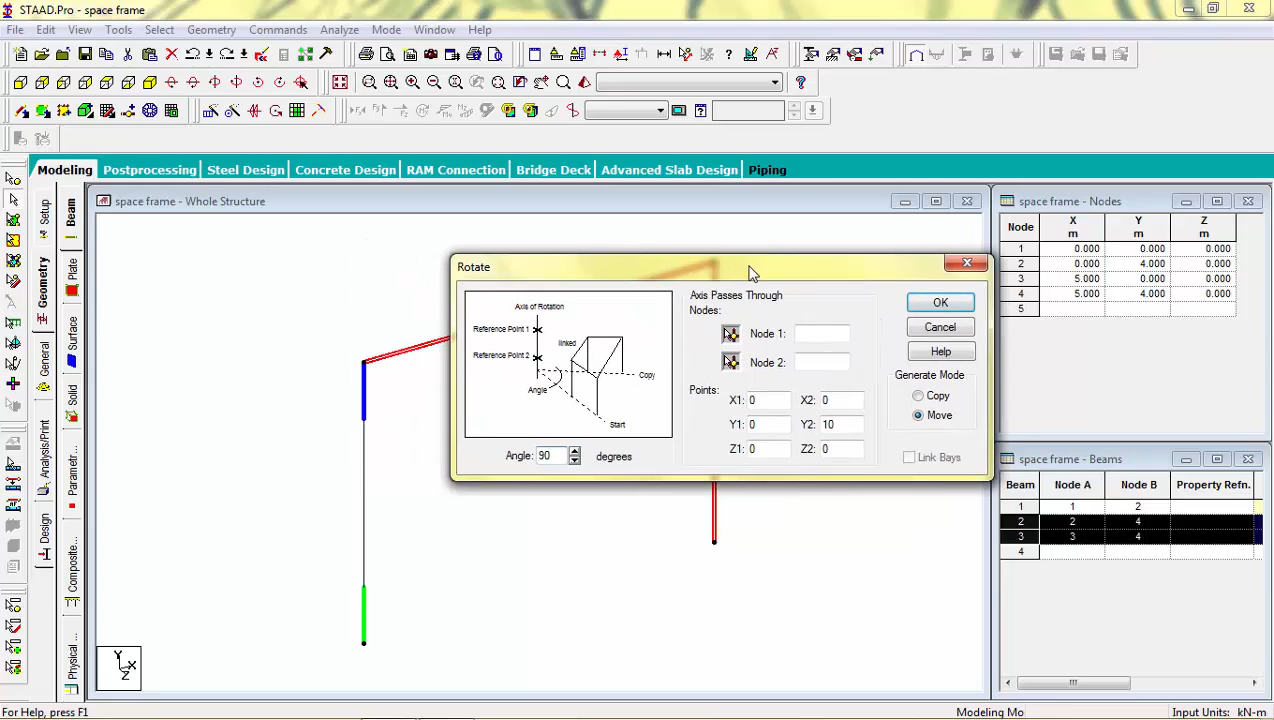 STAAD.Pro - space frame
File Edit View Tools Select Geometry Commands Analyze Mode Window Help
Modeling Postprocessing Steel Design Concrete Design RAM Connection Bridge Deck Advanced Slab Design Piping
Setup
Geometry
Analysis/Print
Design
Beam
Plate
Surface
Solid
Parametr...
Composite...
Physical ...
space frame - Whole Structure
Y
X
Z
Rotate
Axis of Rotation
Reference Point 1
linked
Reference Point 2
Copy
Angle
Start
Angle: 90 degrees
Axis Passes Through
Nodes:
Node 1:
Node 2:
Points:
X1: 0 X2: 0
Y1: 0 Y2: 10
Z1: 0 Z2: 0
OK
Cancel
Help
Generate Mode
Copy
Move
Link Bays
space frame - Nodes
Node X m Y m Z m
1 0.000 0.000 0.000
2 0.000 4.000 0.000
3 5.000 0.000 0.000
4 5.000 4.000 0.000
5
space frame - Beams
Beam Node A Node B Property Refn.
1 1 2
2 2 4
3 3 4
4
For Help, press F1
Modeling Mo
Input Units: kN-m